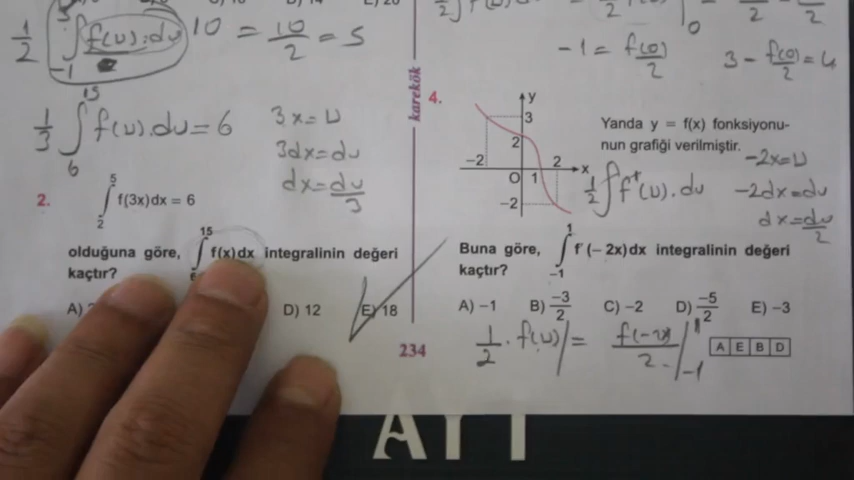 1/2 ∫ f(u).du 10 = 10/2 = 5
-1
1/3 ∫ f(u).du = 6
15
6
3x = u
3dx = du
dx = du/3
2. ∫ f(3x)dx = 6
5
2
olduğuna göre, ∫ f(x)dx integralinin değeri
15
kaçtır?
D) 12 E) 18
234
karekök
-1 = f(0)/2
3 - f(0)/2 = 4
4.
y
3
2
-2 O 1 2 x
-2
Yanda y = f(x) fonksiyonu-
nun grafiği verilmiştir.
1/2 ∫ f'(u).du
-2x = u
-2dx = du
dx = du/2
Buna göre, ∫ f'(-2x)dx integralinin değeri
1
-1
kaçtır?
A) -1 B) -3/2 C) -2 D) -5/2 E) -3
1/2 . f(u) | = f(-2x)/2 |
1
-1
A E B D
AYT